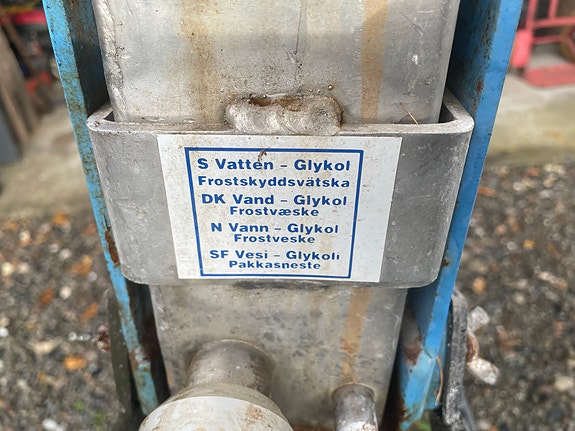 S Vatten – Glykol
Frostskyddsvätska
DK Vand – Glykol
Frostvæske
N Vann – Glykol
Frostveske
SF Vesi – Glykoli
Pakkasneste